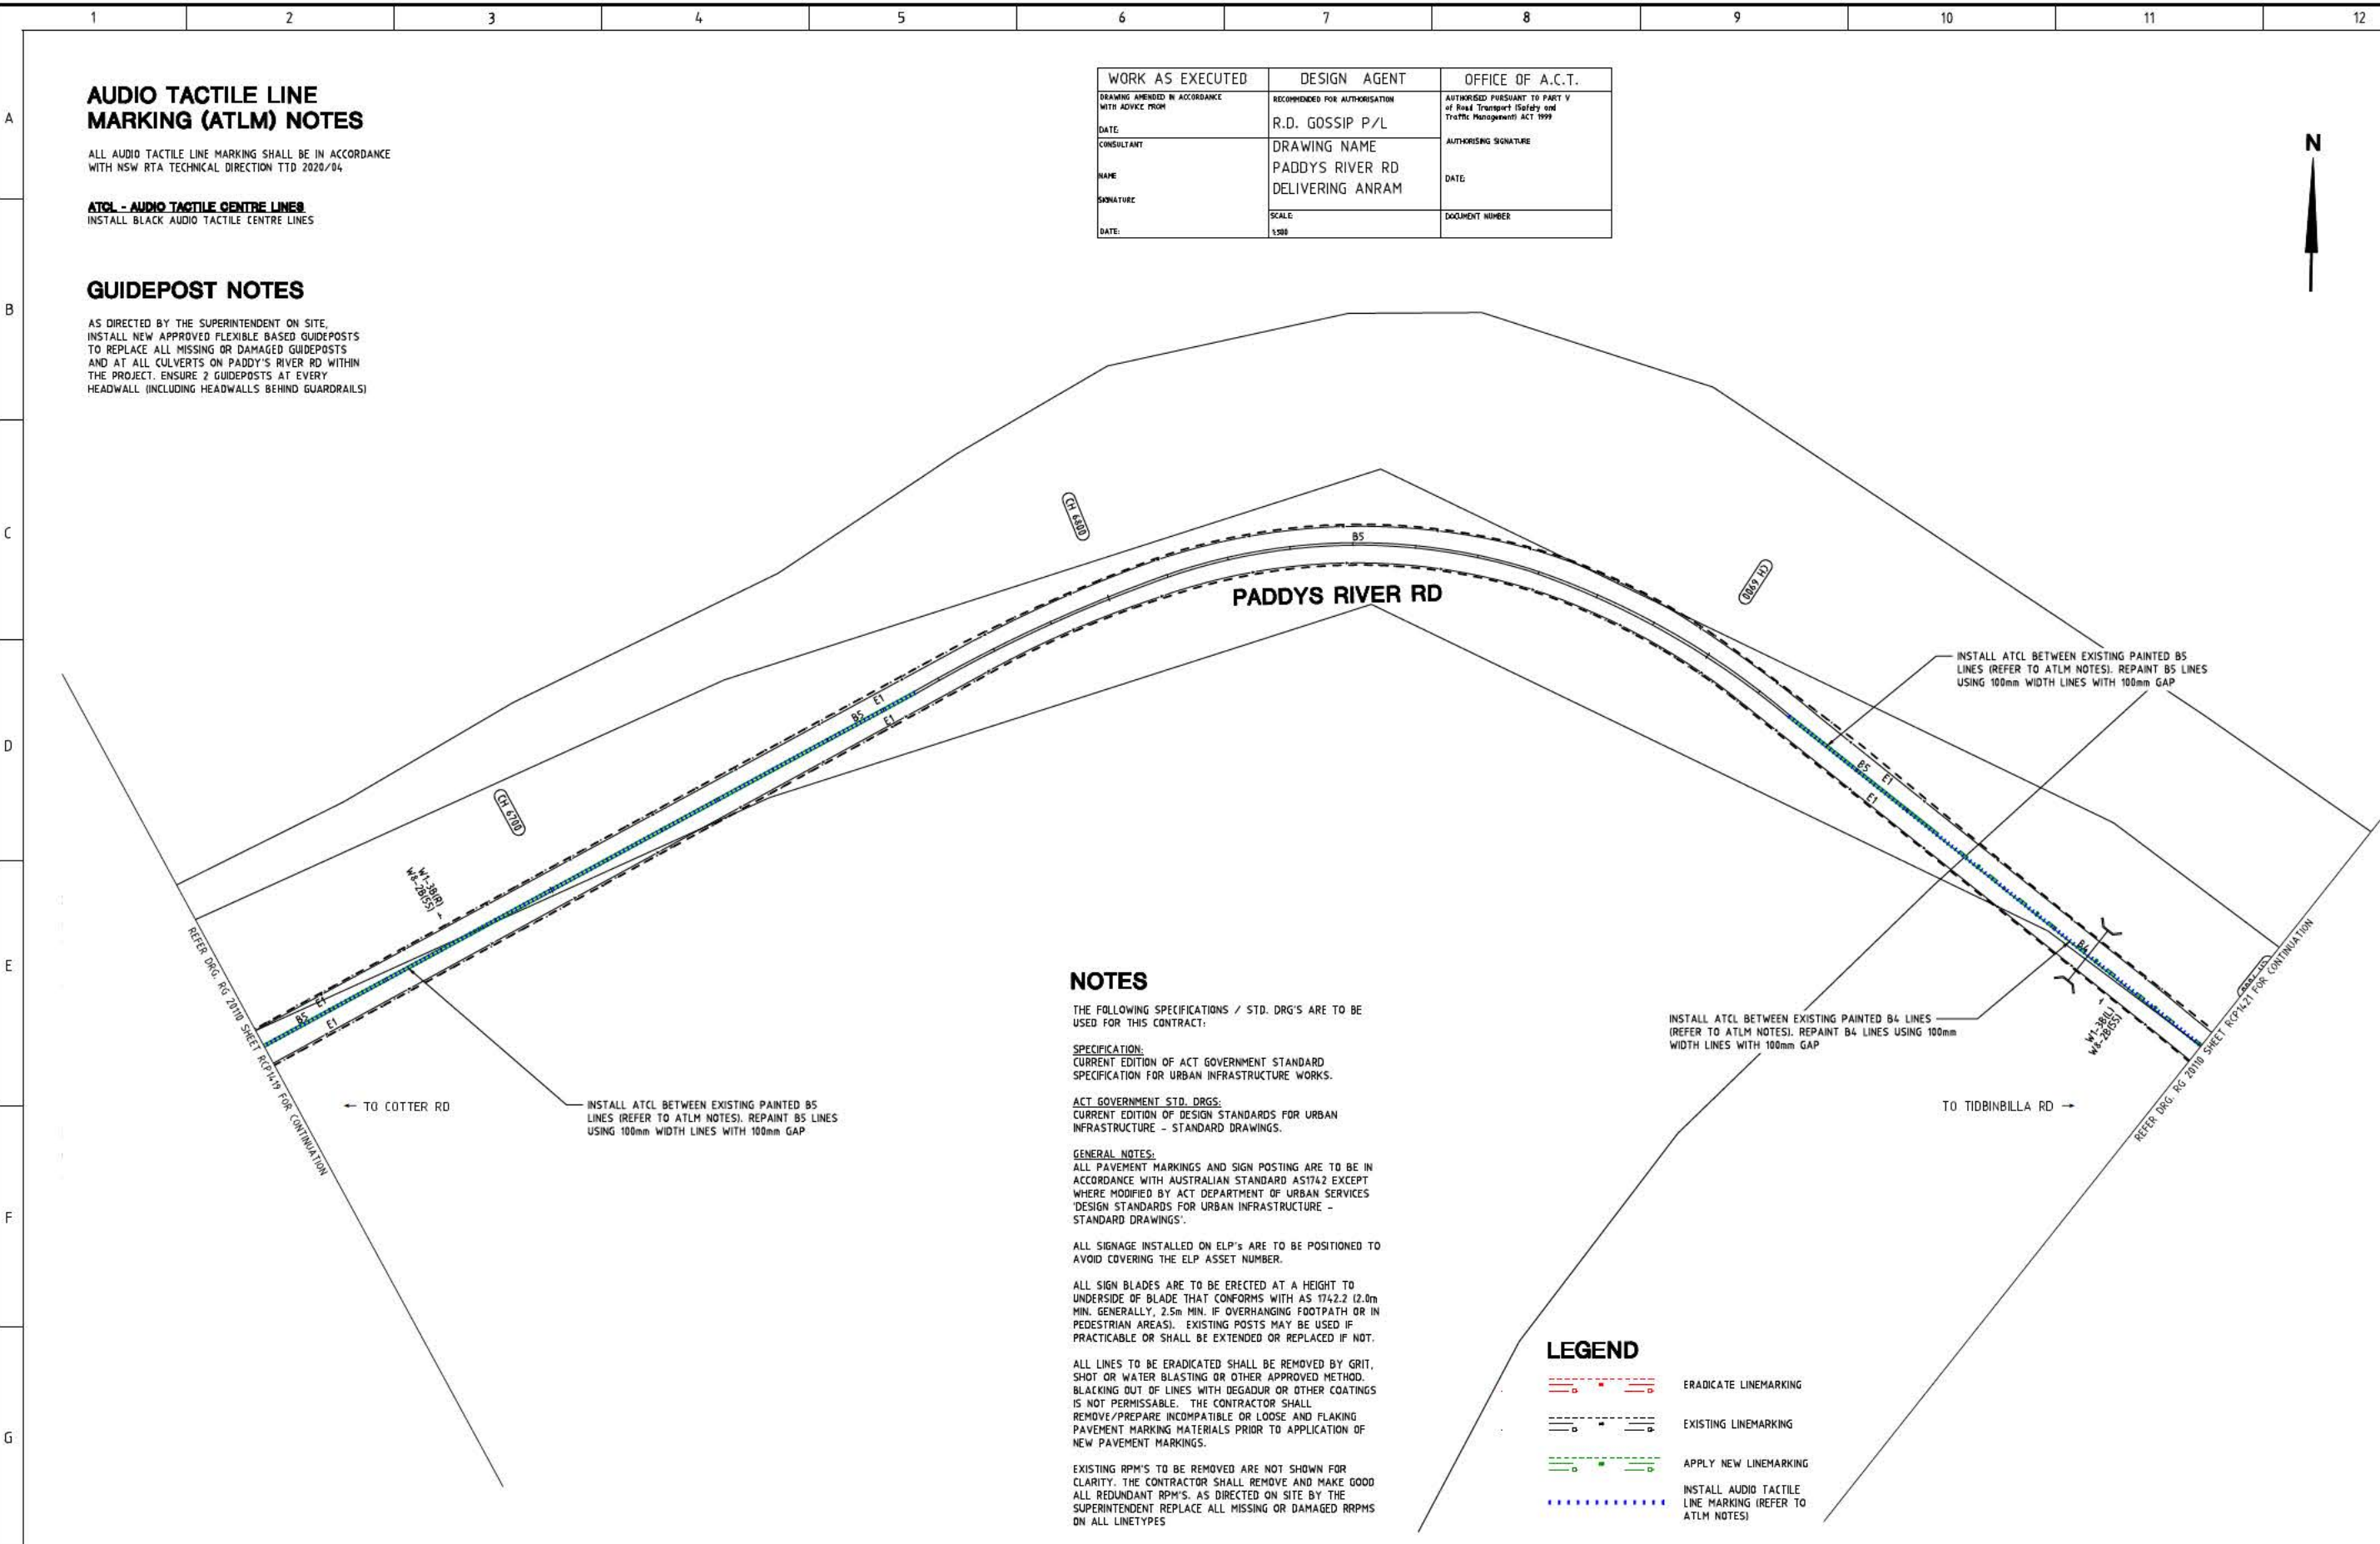 1 2 3 4 5 6 7 8 9 10 11 12
A
B
C
D
E
F
G
AUDIO TACTILE LINE
MARKING (ATLM) NOTES
ALL AUDIO TACTILE LINE MARKING SHALL BE IN ACCORDANCE
WITH NSW RTA TECHNICAL DIRECTION TTD 2020/04
ATCL - AUDIO TACTILE CENTRE LINES
INSTALL BLACK AUDIO TACTILE CENTRE LINES
GUIDEPOST NOTES
AS DIRECTED BY THE SUPERINTENDENT ON SITE,
INSTALL NEW APPROVED FLEXIBLE BASED GUIDEPOSTS
TO REPLACE ALL MISSING OR DAMAGED GUIDEPOSTS
AND AT ALL CULVERTS ON PADDY'S RIVER RD WITHIN
THE PROJECT. ENSURE 2 GUIDEPOSTS AT EVERY
HEADWALL (INCLUDING HEADWALLS BEHIND GUARDRAILS)
WORK AS EXECUTED
DRAWING AMENDED IN ACCORDANCE
WITH ADVICE FROM
DATE:
CONSULTANT
NAME
SIGNATURE
DATE:
DESIGN AGENT
RECOMMENDED FOR AUTHORISATION
R.D. GOSSIP P/L
DRAWING NAME
PADDYS RIVER RD
DELIVERING ANRAM
SCALE:
1:500
OFFICE OF A.C.T.
AUTHORISED PURSUANT TO PART V
of Road Transport (Safety and
Traffic Management) ACT 1999
AUTHORISING SIGNATURE
DATE:
DOCUMENT NUMBER
N
CH 6800
B5
PADDYS RIVER RD
CH 6900
INSTALL ATCL BETWEEN EXISTING PAINTED B5
LINES (REFER TO ATLM NOTES). REPAINT B5 LINES
USING 100mm WIDTH LINES WITH 100mm GAP
E1
B5
E1
B5
E1
E1
CH 6700
W1-3B(R)
W8-2B(55)
E1
B5
E1
REFER DRG. RG 20110 SHEET RCP1419 FOR CONTINUATION
← TO COTTER RD
INSTALL ATCL BETWEEN EXISTING PAINTED B5
LINES (REFER TO ATLM NOTES). REPAINT B5 LINES
USING 100mm WIDTH LINES WITH 100mm GAP
B4
INSTALL ATCL BETWEEN EXISTING PAINTED B4 LINES
(REFER TO ATLM NOTES). REPAINT B4 LINES USING 100mm
WIDTH LINES WITH 100mm GAP
W1-3B(L)
W8-2B(55)
TO TIDBINBILLA RD →
REFER DRG. RG 20110 SHEET RCP1421 FOR CONTINUATION
NOTES
THE FOLLOWING SPECIFICATIONS / STD. DRG'S ARE TO BE
USED FOR THIS CONTRACT:
SPECIFICATION:
CURRENT EDITION OF ACT GOVERNMENT STANDARD
SPECIFICATION FOR URBAN INFRASTRUCTURE WORKS.
ACT GOVERNMENT STD. DRGS:
CURRENT EDITION OF DESIGN STANDARDS FOR URBAN
INFRASTRUCTURE - STANDARD DRAWINGS.
GENERAL NOTES:
ALL PAVEMENT MARKINGS AND SIGN POSTING ARE TO BE IN
ACCORDANCE WITH AUSTRALIAN STANDARD AS1742 EXCEPT
WHERE MODIFIED BY ACT DEPARTMENT OF URBAN SERVICES
'DESIGN STANDARDS FOR URBAN INFRASTRUCTURE -
STANDARD DRAWINGS'.
ALL SIGNAGE INSTALLED ON ELP's ARE TO BE POSITIONED TO
AVOID COVERING THE ELP ASSET NUMBER.
ALL SIGN BLADES ARE TO BE ERECTED AT A HEIGHT TO
UNDERSIDE OF BLADE THAT CONFORMS WITH AS 1742.2 (2.0m
MIN. GENERALLY, 2.5m MIN. IF OVERHANGING FOOTPATH OR IN
PEDESTRIAN AREAS). EXISTING POSTS MAY BE USED IF
PRACTICABLE OR SHALL BE EXTENDED OR REPLACED IF NOT.
ALL LINES TO BE ERADICATED SHALL BE REMOVED BY GRIT,
SHOT OR WATER BLASTING OR OTHER APPROVED METHOD.
BLACKING OUT OF LINES WITH DEGADUR OR OTHER COATINGS
IS NOT PERMISSABLE. THE CONTRACTOR SHALL
REMOVE/PREPARE INCOMPATIBLE OR LOOSE AND FLAKING
PAVEMENT MARKING MATERIALS PRIOR TO APPLICATION OF
NEW PAVEMENT MARKINGS.
EXISTING RPM'S TO BE REMOVED ARE NOT SHOWN FOR
CLARITY. THE CONTRACTOR SHALL REMOVE AND MAKE GOOD
ALL REDUNDANT RPM'S. AS DIRECTED ON SITE BY THE
SUPERINTENDENT REPLACE ALL MISSING OR DAMAGED RRPMS
ON ALL LINETYPES
LEGEND
ERADICATE LINEMARKING
EXISTING LINEMARKING
APPLY NEW LINEMARKING
INSTALL AUDIO TACTILE
LINE MARKING (REFER TO
ATLM NOTES)